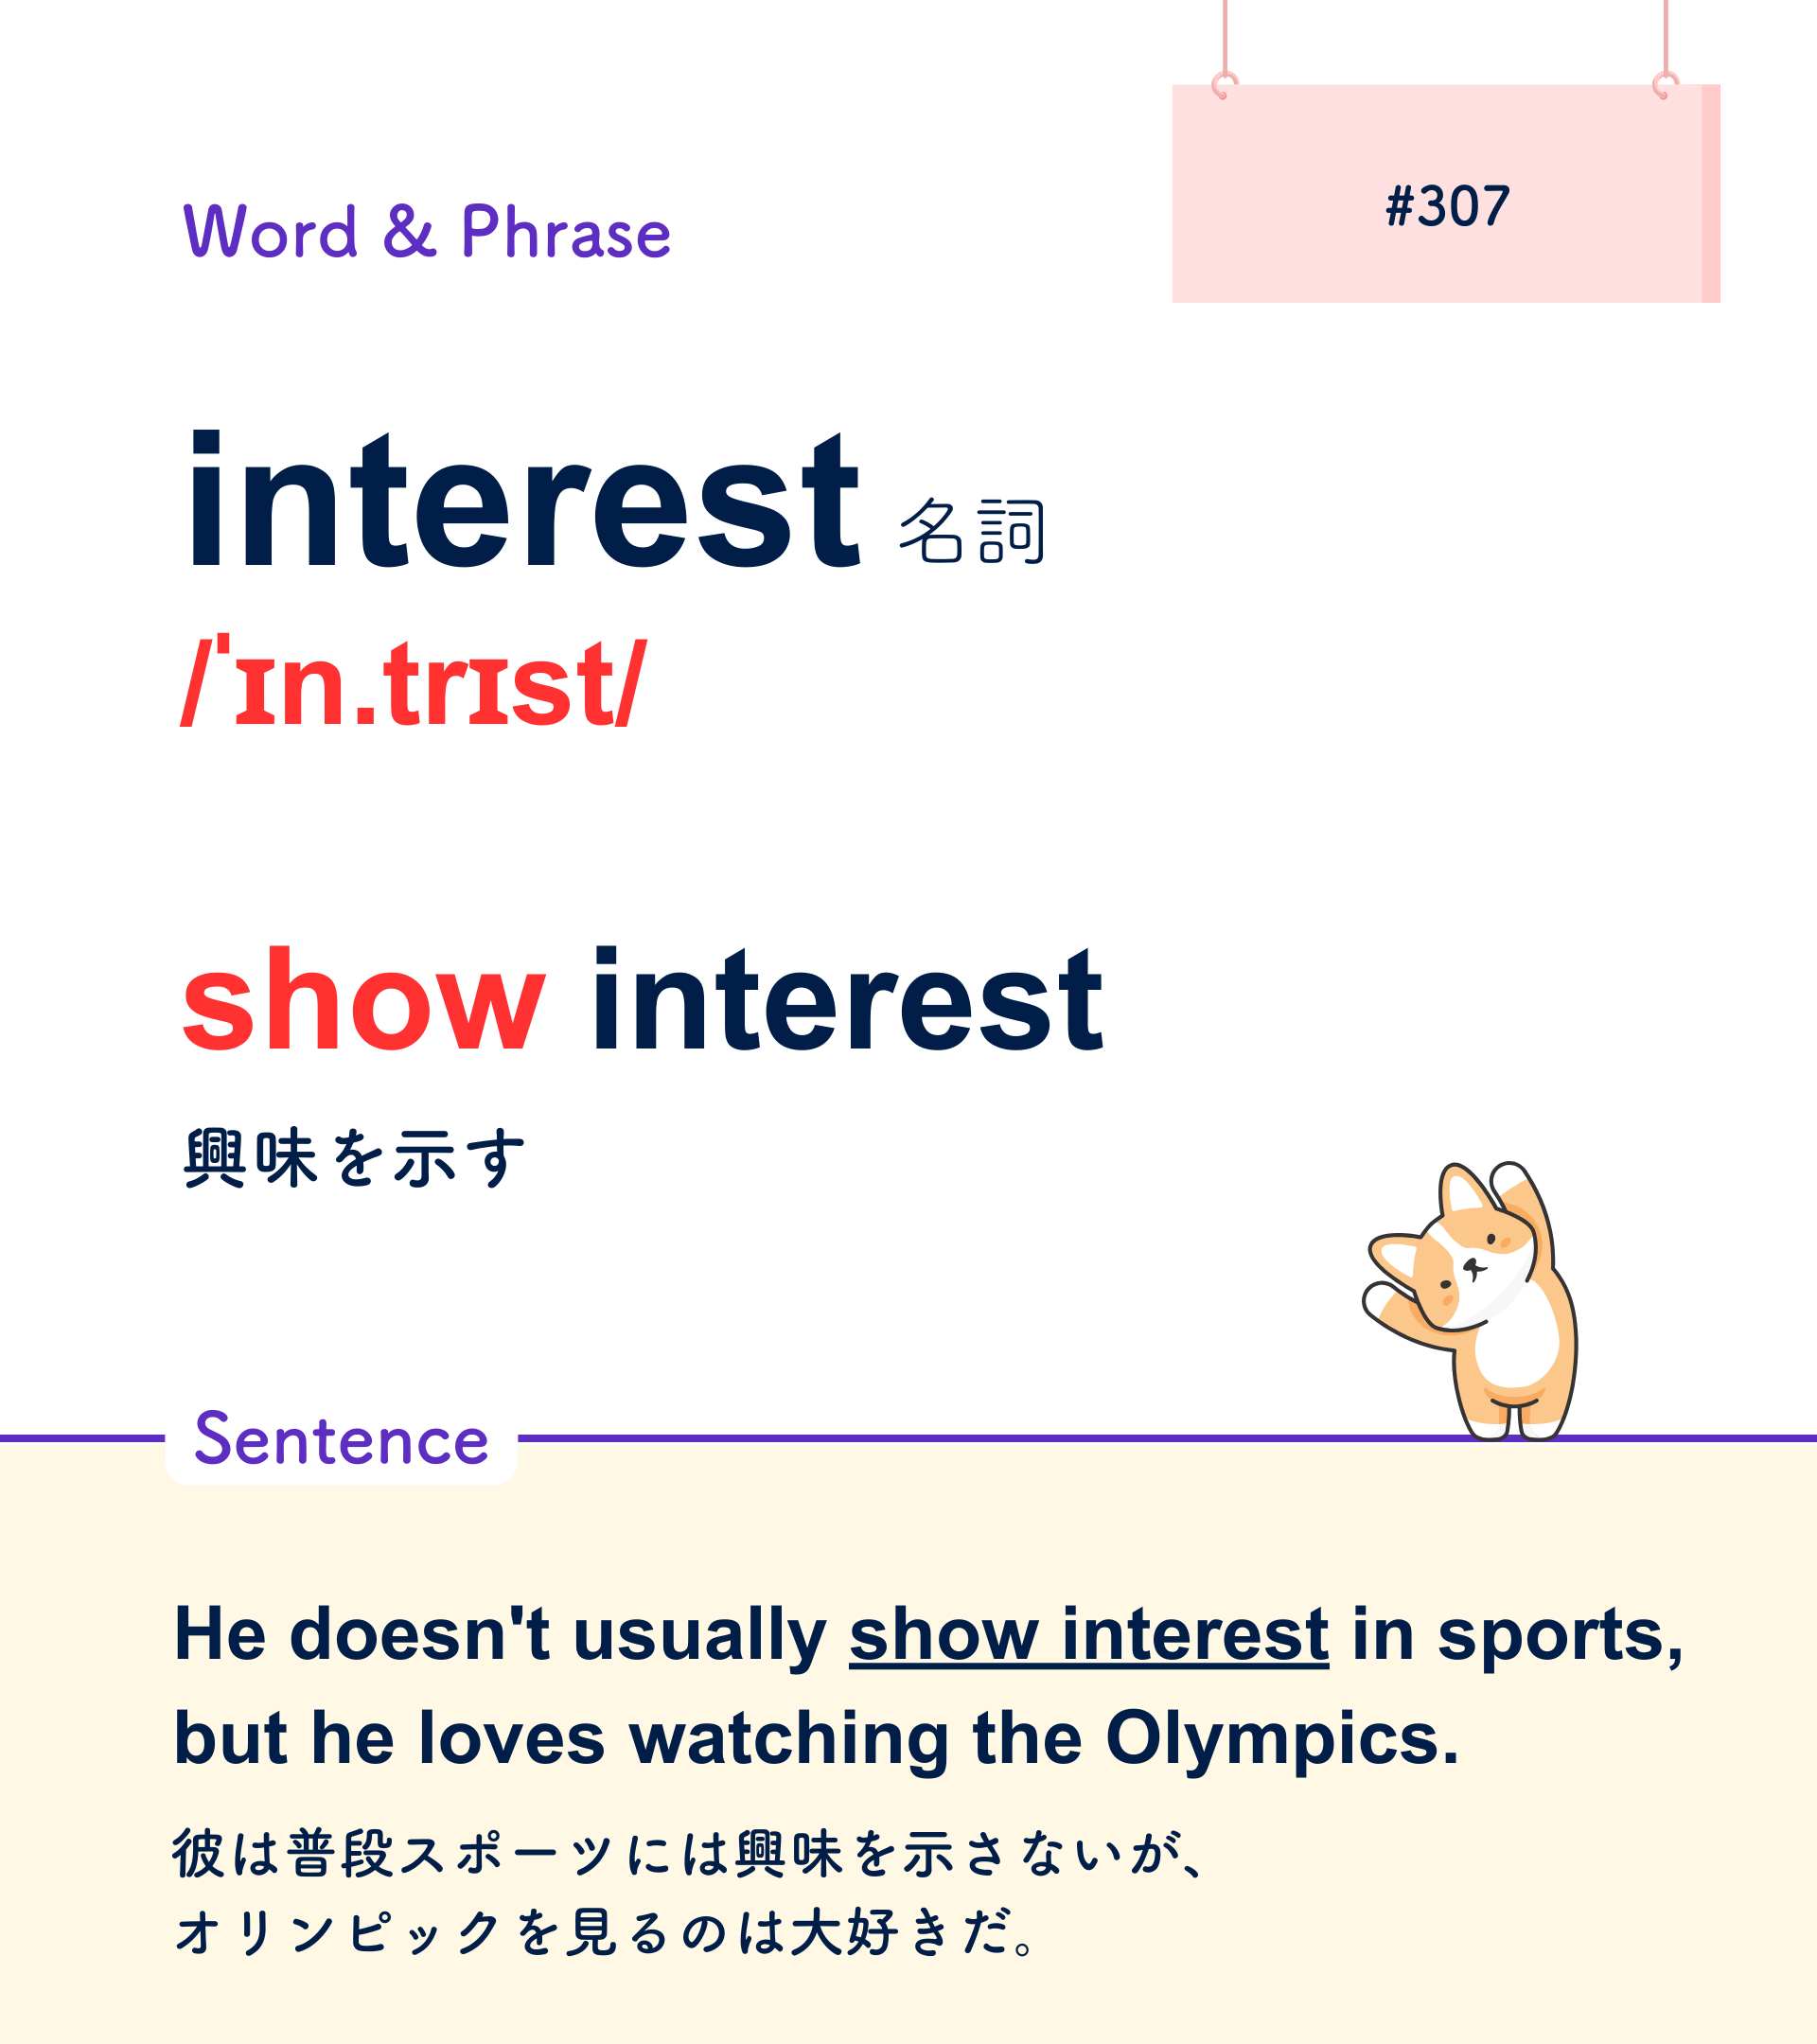 #307
Word & Phrase
interest 名詞
/ˈɪn.trɪst/
show interest
興味を示す
Sentence
He doesn't usually show interest in sports,
but he loves watching the Olympics.
彼は普段スポーツには興味を示さないが、
オリンピックを見るのは大好きだ。